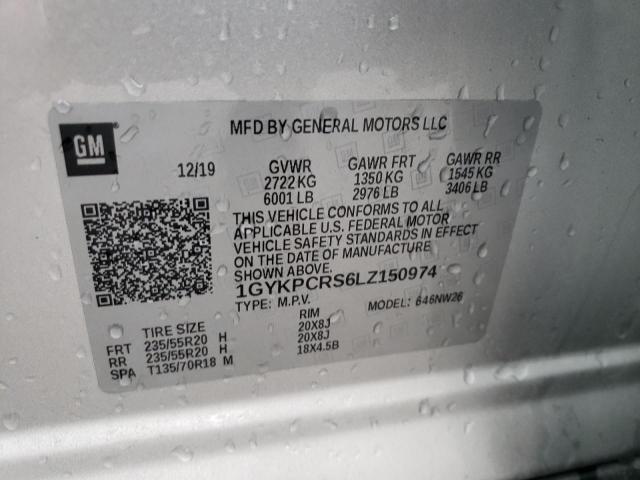 GM
MFD BY GENERAL MOTORS LLC
12/19 GVWR GAWR FRT GAWR RR
2722 KG 1350 KG 1545 KG
6001 LB 2976 LB 3406 LB
THIS VEHICLE CONFORMS TO ALL
APPLICABLE U.S. FEDERAL MOTOR
VEHICLE SAFETY STANDARDS IN EFFECT
ON THE DATE OF MANUFACTURE
SHOWN ABOVE.
1GYKPCRS6LZ150974
TYPE: M.P.V. MODEL: 646NW26
TIRE SIZE RIM
FRT 235/55R20 H 20X8J
RR 235/55R20 H 20X8J
SPA T135/70R18 M 18X4.5B